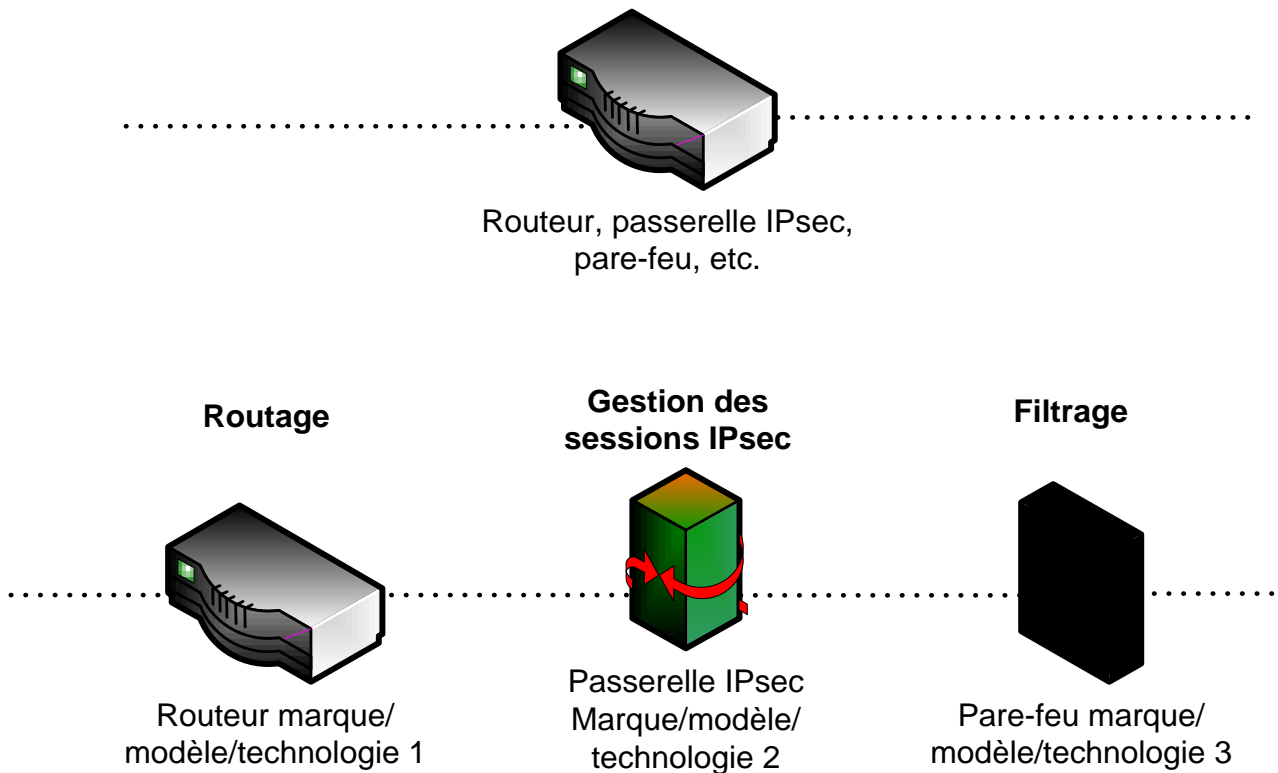 Routeur, passerelle IPsec,
pare-feu, etc.
Routage
Gestion des
sessions IPsec
Filtrage
Routeur marque/
modèle/technologie 1
Passerelle IPsec
Marque/modèle/
technologie 2
Pare-feu marque/
modèle/technologie 3